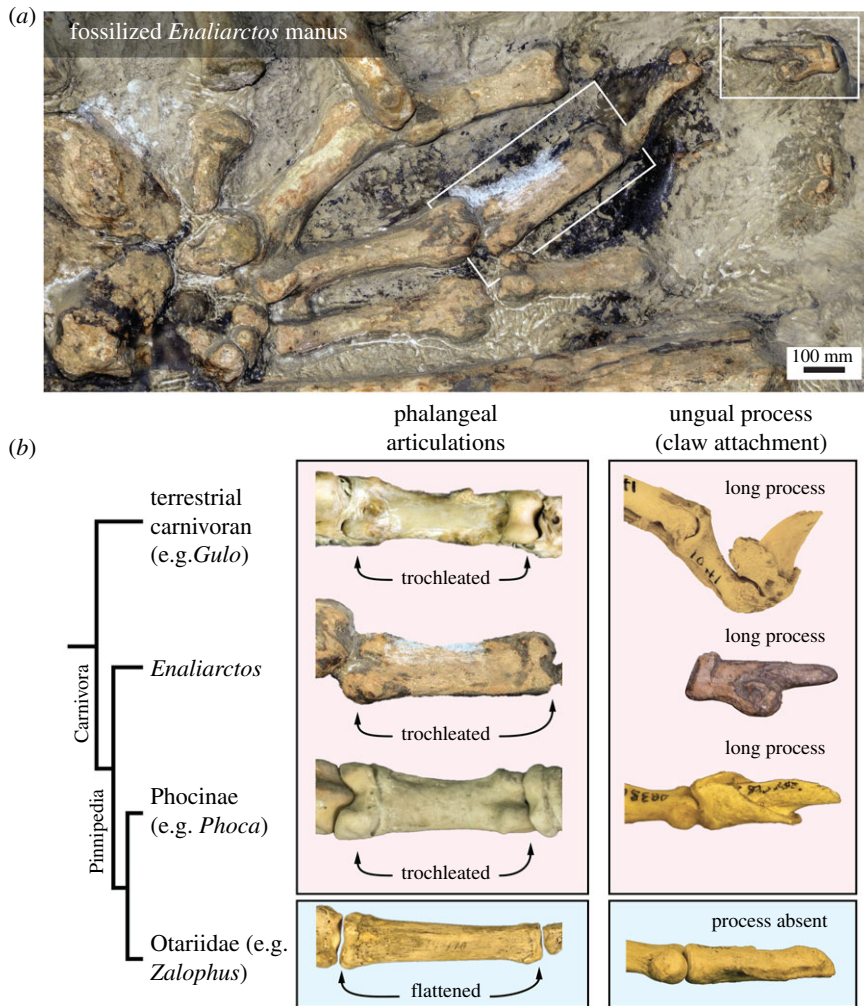 (a)
fossilized Enaliarctos manus
100 mm
(b)
phalangeal
articulations
ungual process
(claw attachment)
terrestrial
carnivoran
(e.g.Gulo)
trochleated
long process
Enaliarctos
trochleated
long process
Phocinae
(e.g. Phoca)
trochleated
long process
Otariidae (e.g.
Zalophus)
flattened
process absent
Carnivora
Pinnipedia